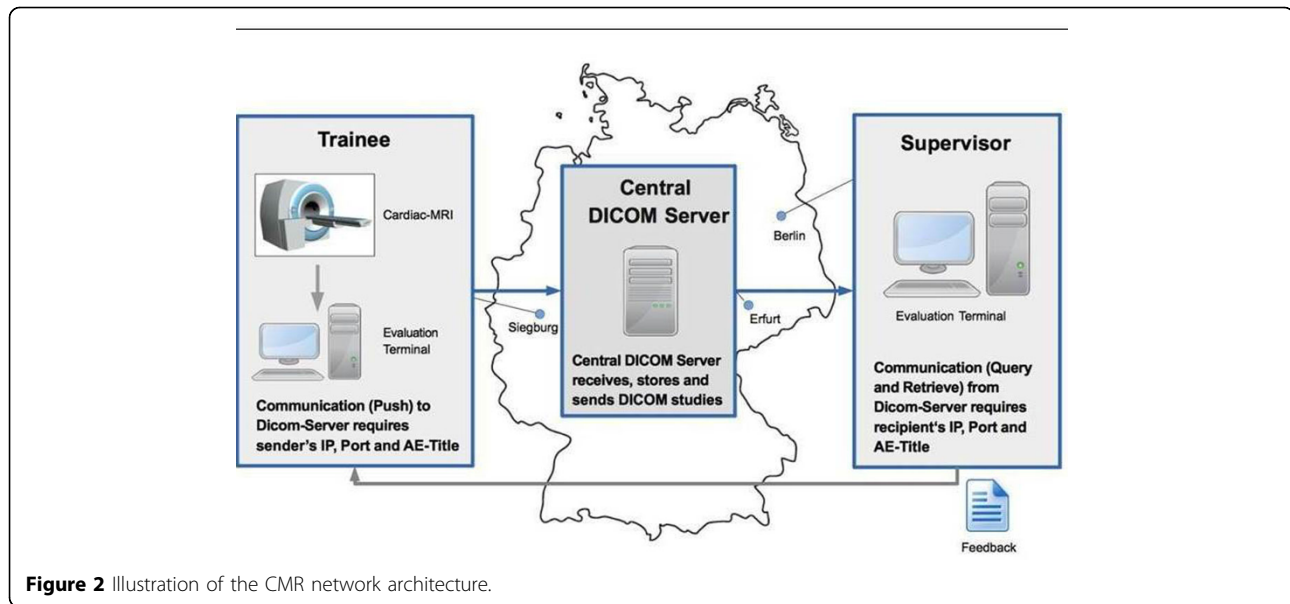 Trainee
Cardiac-MRI
Evaluation
Terminal
Communication (Push) to
Dicom-Server requires
sender's IP, Port and AE-Title
Siegburg
Central
DICOM Server
Central DICOM Server
receives, stores and
sends DICOM studies
Berlin
Erfurt
Supervisor
Evaluation Terminal
Communication (Query
and Retrieve) from
Dicom-Server requires
recipient‘s IP, Port and
AE-Title
Feedback
Figure 2 Illustration of the CMR network architecture.